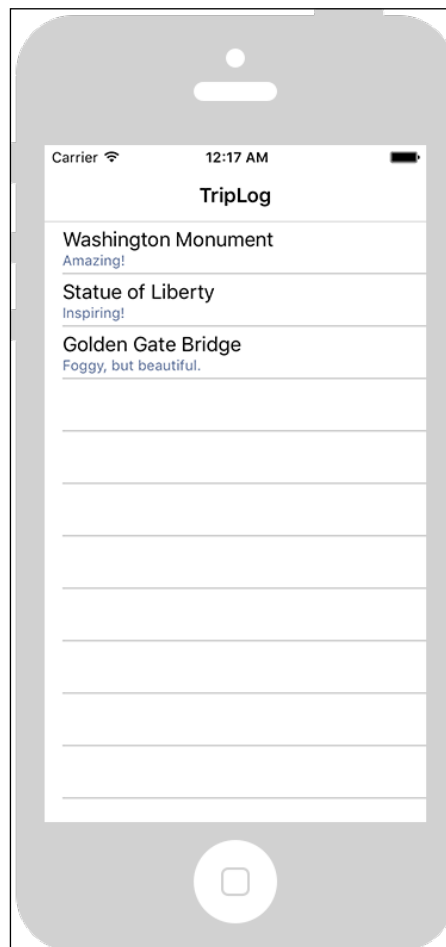 Carrier 12:17 AM
TripLog
Washington Monument
Amazing!
Statue of Liberty
Inspiring!
Golden Gate Bridge
Foggy, but beautiful.